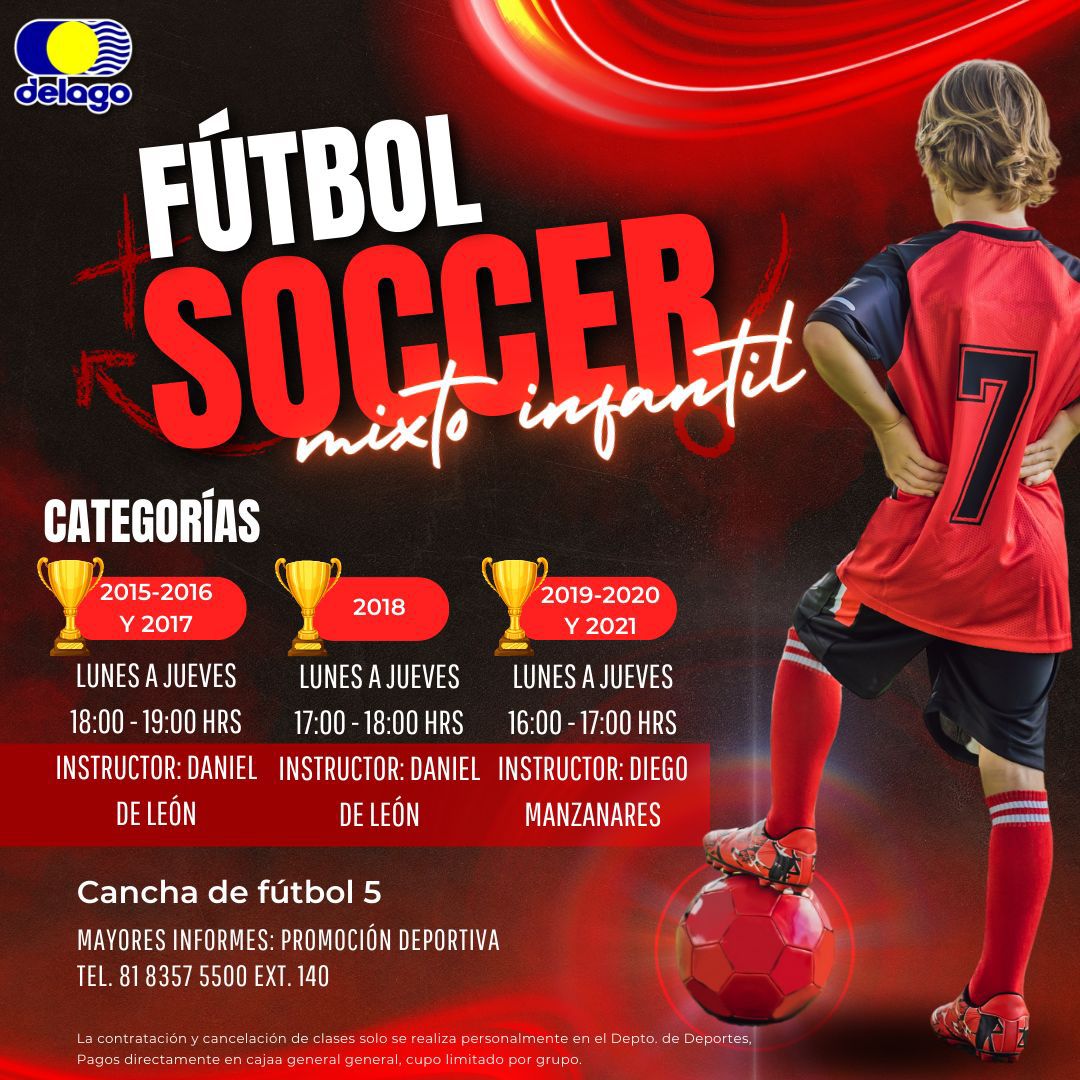 delago
FÚTBOL
SOCCER
mixto infantil
7
CATEGORÍAS
2015-2016
Y 2017
LUNES A JUEVES
18:00 - 19:00 HRS
INSTRUCTOR: DANIEL
DE LEÓN
2018
LUNES A JUEVES
17:00 - 18:00 HRS
INSTRUCTOR: DANIEL
DE LEÓN
2019-2020
Y 2021
LUNES A JUEVES
16:00 - 17:00 HRS
INSTRUCTOR: DIEGO
MANZANARES
Cancha de fútbol 5
MAYORES INFORMES: PROMOCIÓN DEPORTIVA
TEL. 81 8357 5500 EXT. 140
La contratación y cancelación de clases solo se realiza personalmente en el Depto. de Deportes,
Pagos directamente en cajaa general general, cupo limitado por grupo.